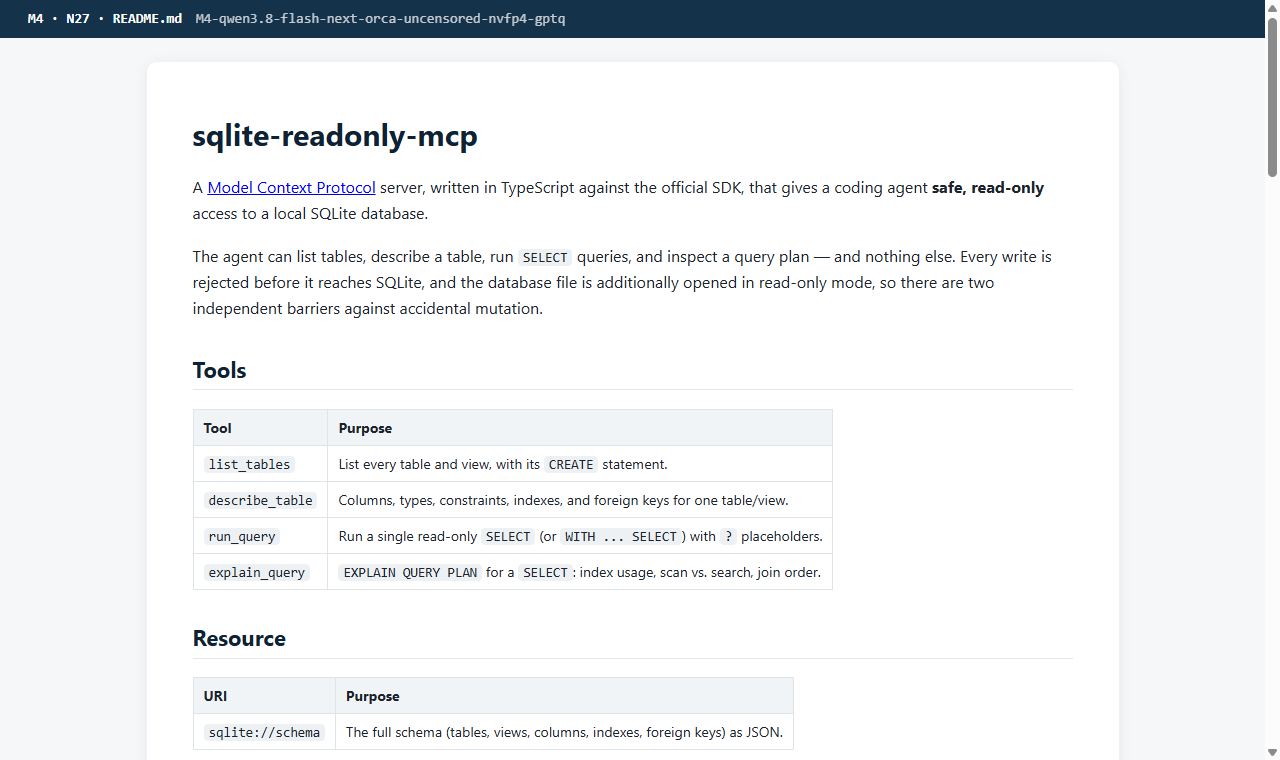 M4 • N27 • README.md M4-qwen3.8-flash-next-orca-uncensored-nvfp4-gptq
sqlite-readonly-mcp
A Model Context Protocol server, written in TypeScript against the official SDK, that gives a coding agent safe, read-only
access to a local SQLite database.
The agent can list tables, describe a table, run SELECT queries, and inspect a query plan — and nothing else. Every write is
rejected before it reaches SQLite, and the database file is additionally opened in read-only mode, so there are two
independent barriers against accidental mutation.
Tools
Tool Purpose
list_tables List every table and view, with its CREATE statement.
describe_table Columns, types, constraints, indexes, and foreign keys for one table/view.
run_query Run a single read-only SELECT (or WITH ... SELECT ) with ? placeholders.
explain_query EXPLAIN QUERY PLAN for a SELECT : index usage, scan vs. search, join order.
Resource
URI Purpose
sqlite://schema The full schema (tables, views, columns, indexes, foreign keys) as JSON.